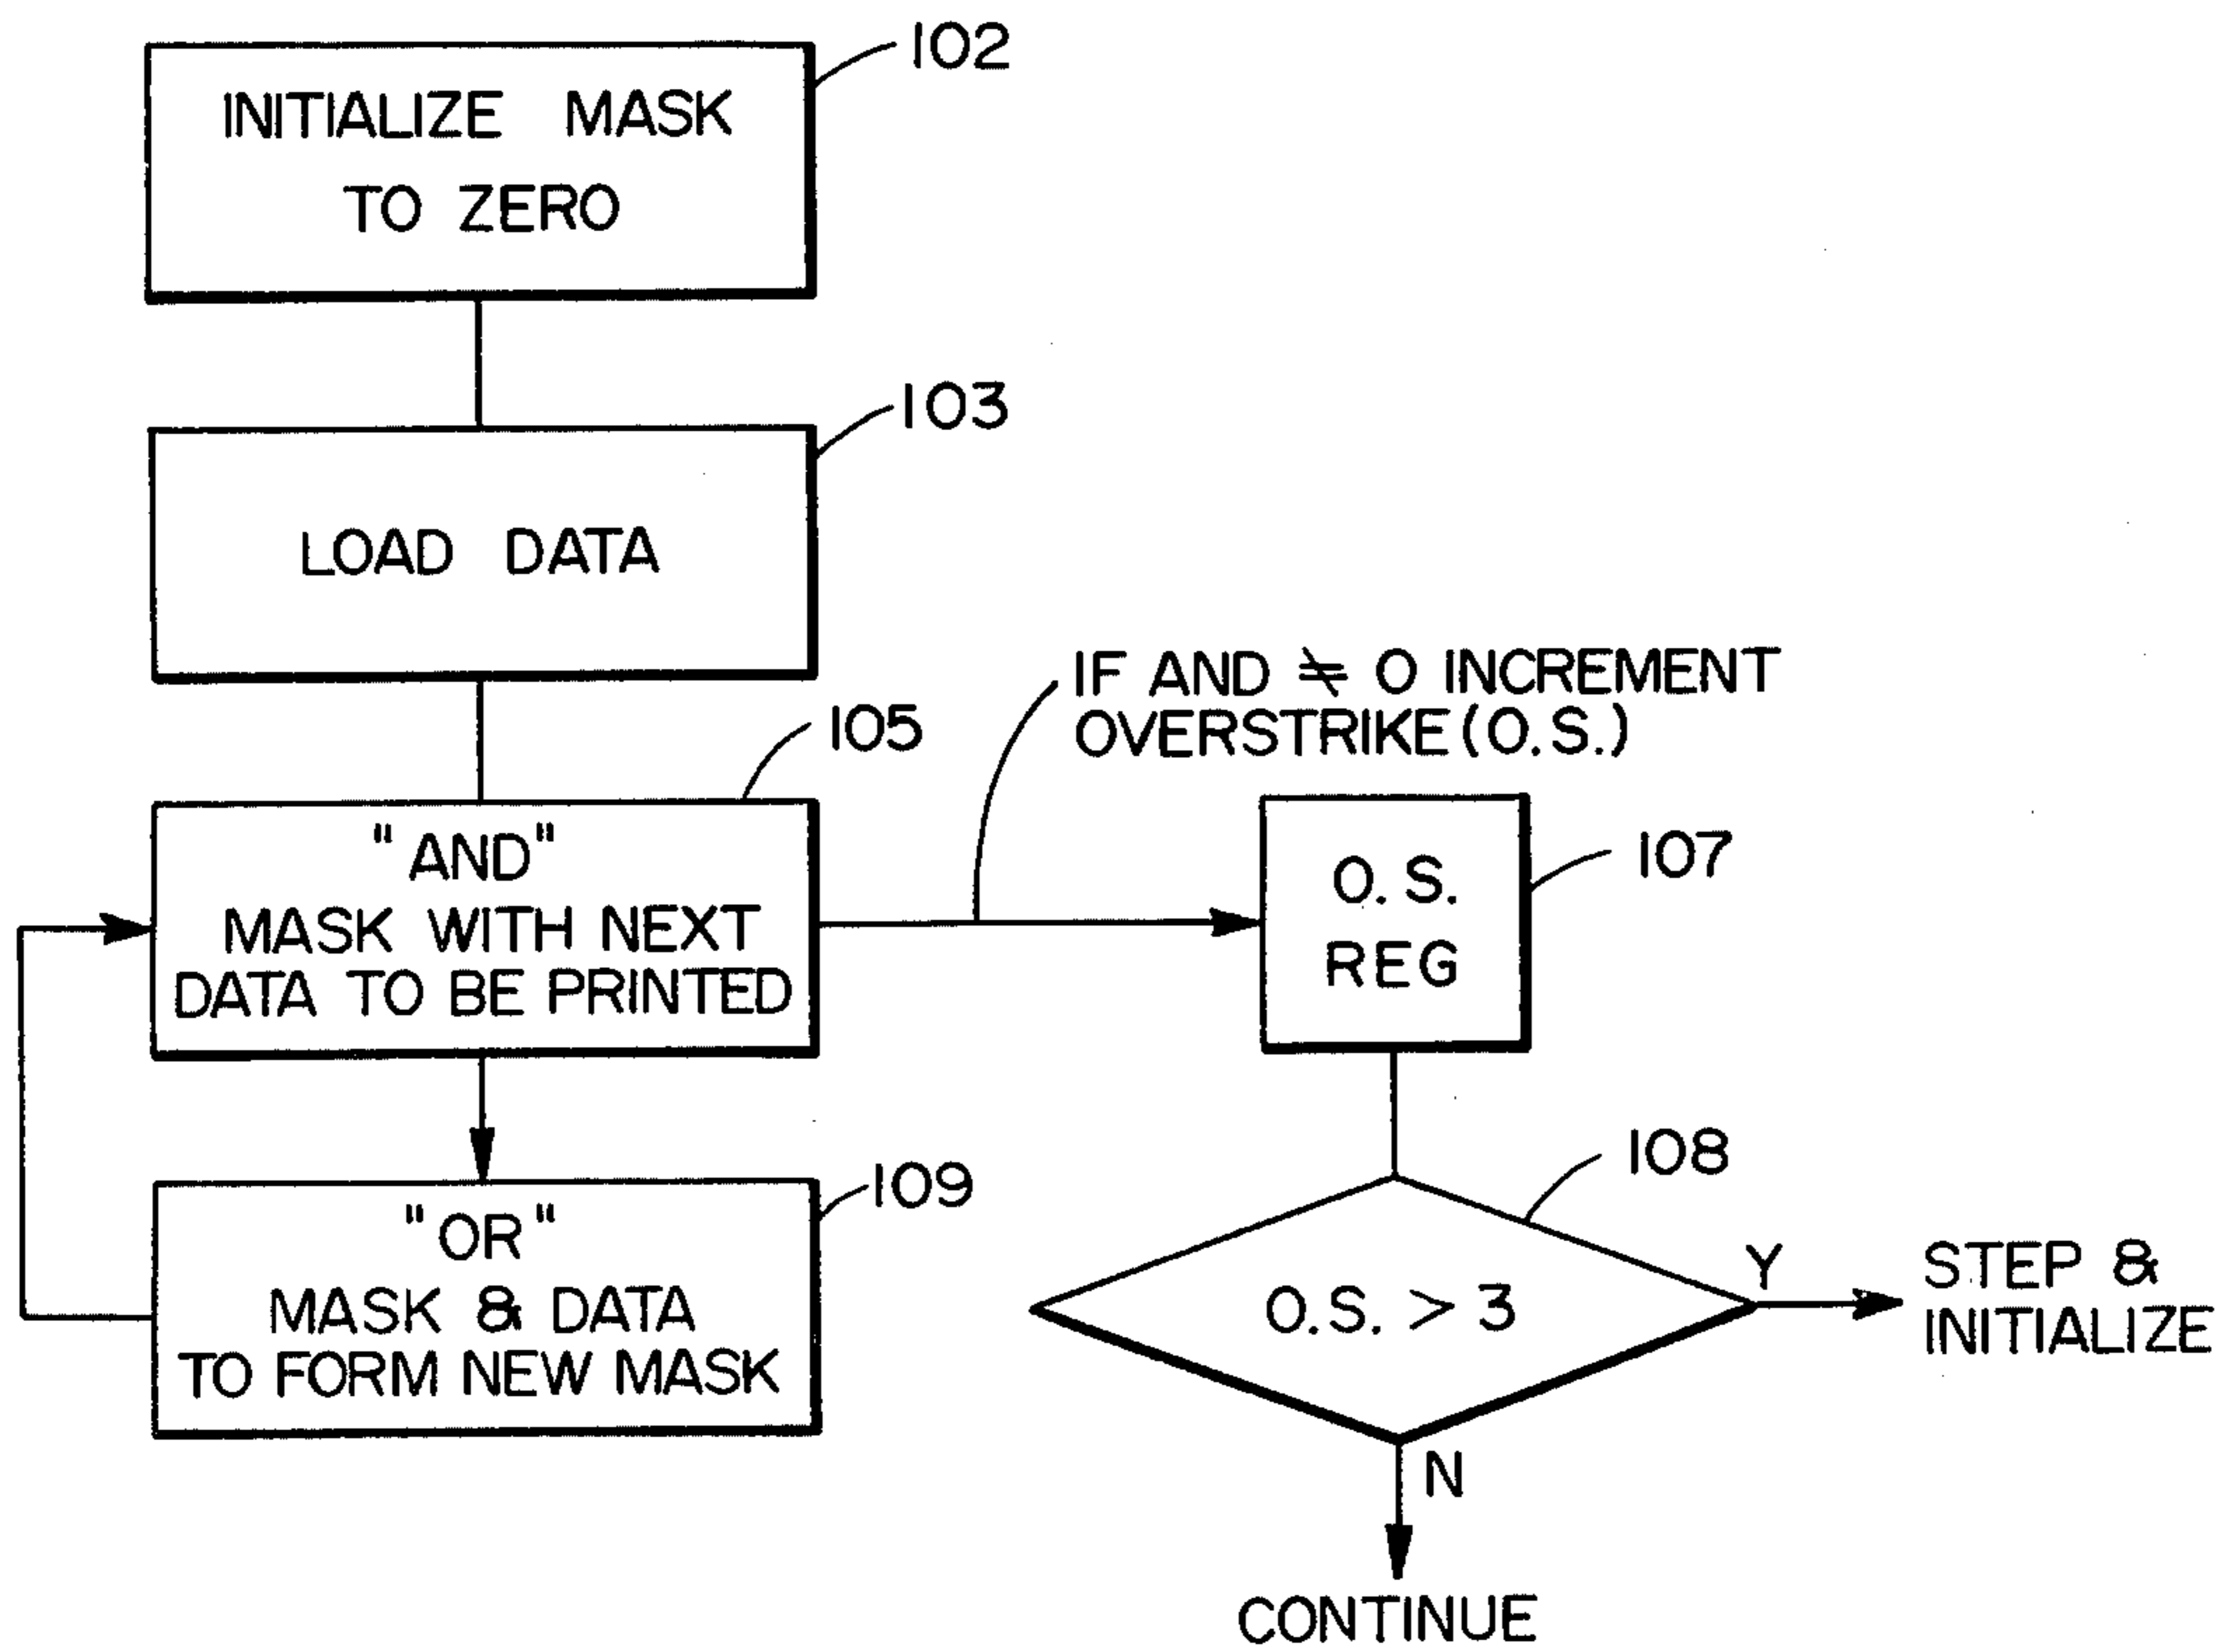 102
INITIALIZE MASK
TO ZERO
103
LOAD DATA
IF AND ≠ 0 INCREMENT
OVERSTRIKE (O.S.)
105
"AND"
MASK WITH NEXT
DATA TO BE PRINTED
107
O.S.
REG
109
"OR"
MASK & DATA
TO FORM NEW MASK
108
O.S. > 3
Y
STEP &
INITIALIZE
N
CONTINUE